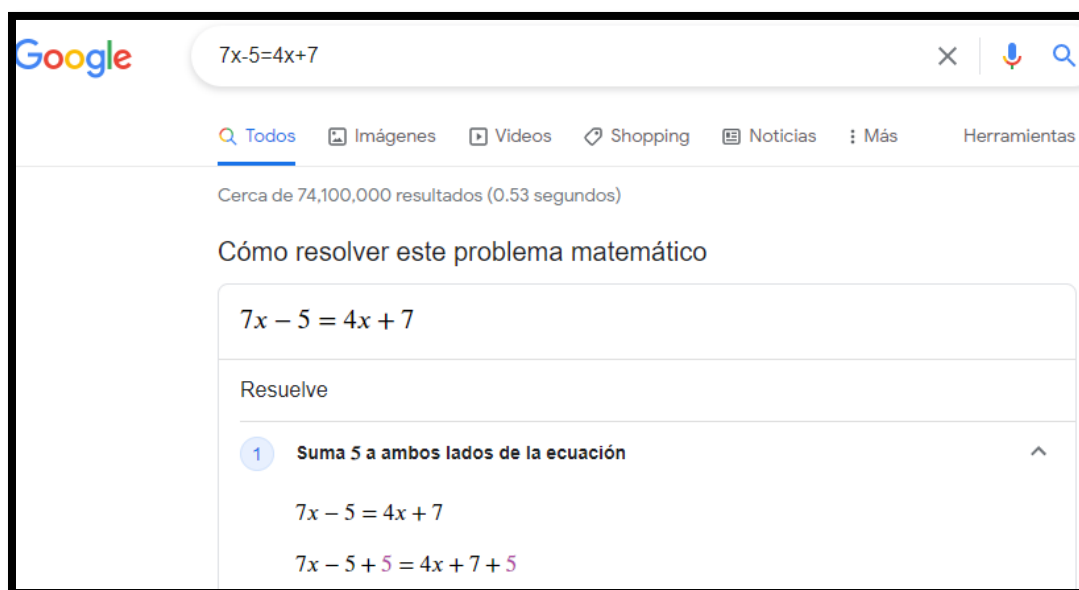 Google
7x-5=4x+7
Todos Imágenes Videos Shopping Noticias Más Herramientas
Cerca de 74,100,000 resultados (0.53 segundos)
Cómo resolver este problema matemático
7x − 5 = 4x + 7
Resuelve
1 Suma 5 a ambos lados de la ecuación
7x − 5 = 4x + 7
7x − 5 + 5 = 4x + 7 + 5